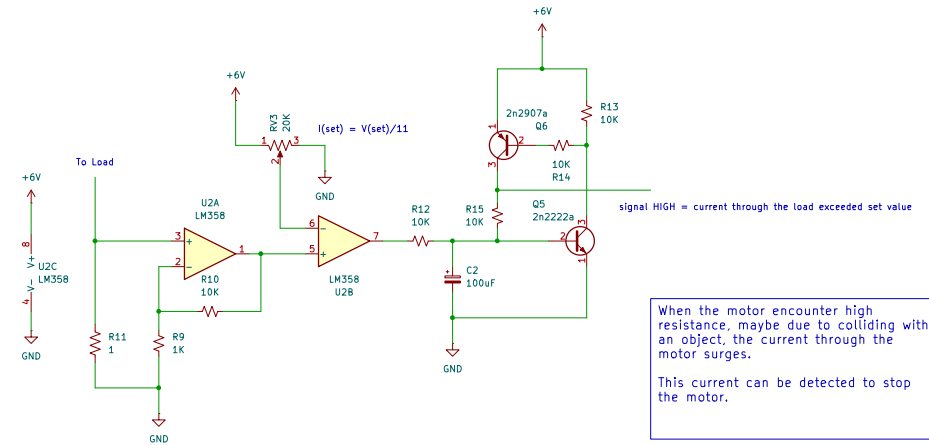 +6V
+6V
RV3
20K
1
3
2
I(set) = V(set)/11
2n2907a
Q6
1
2
3
R13
10K
10K
R14
To Load
+6V
GND
signal HIGH = current through the load exceeded set value
U2A
LM358
R12
10K
R15
10K
Q5
2n2222a
3
2
1
3
+
2
-
1
6
-
5
+
7
8
V+
U2C
LM358
V-
4
R10
10K
LM358
U2B
+
C2
100uF
GND
R11
1
R9
1K
GND
GND
When the motor encounter high
resistance, maybe due to colliding with
an object, the current through the
motor surges.
This current can be detected to stop
the motor.